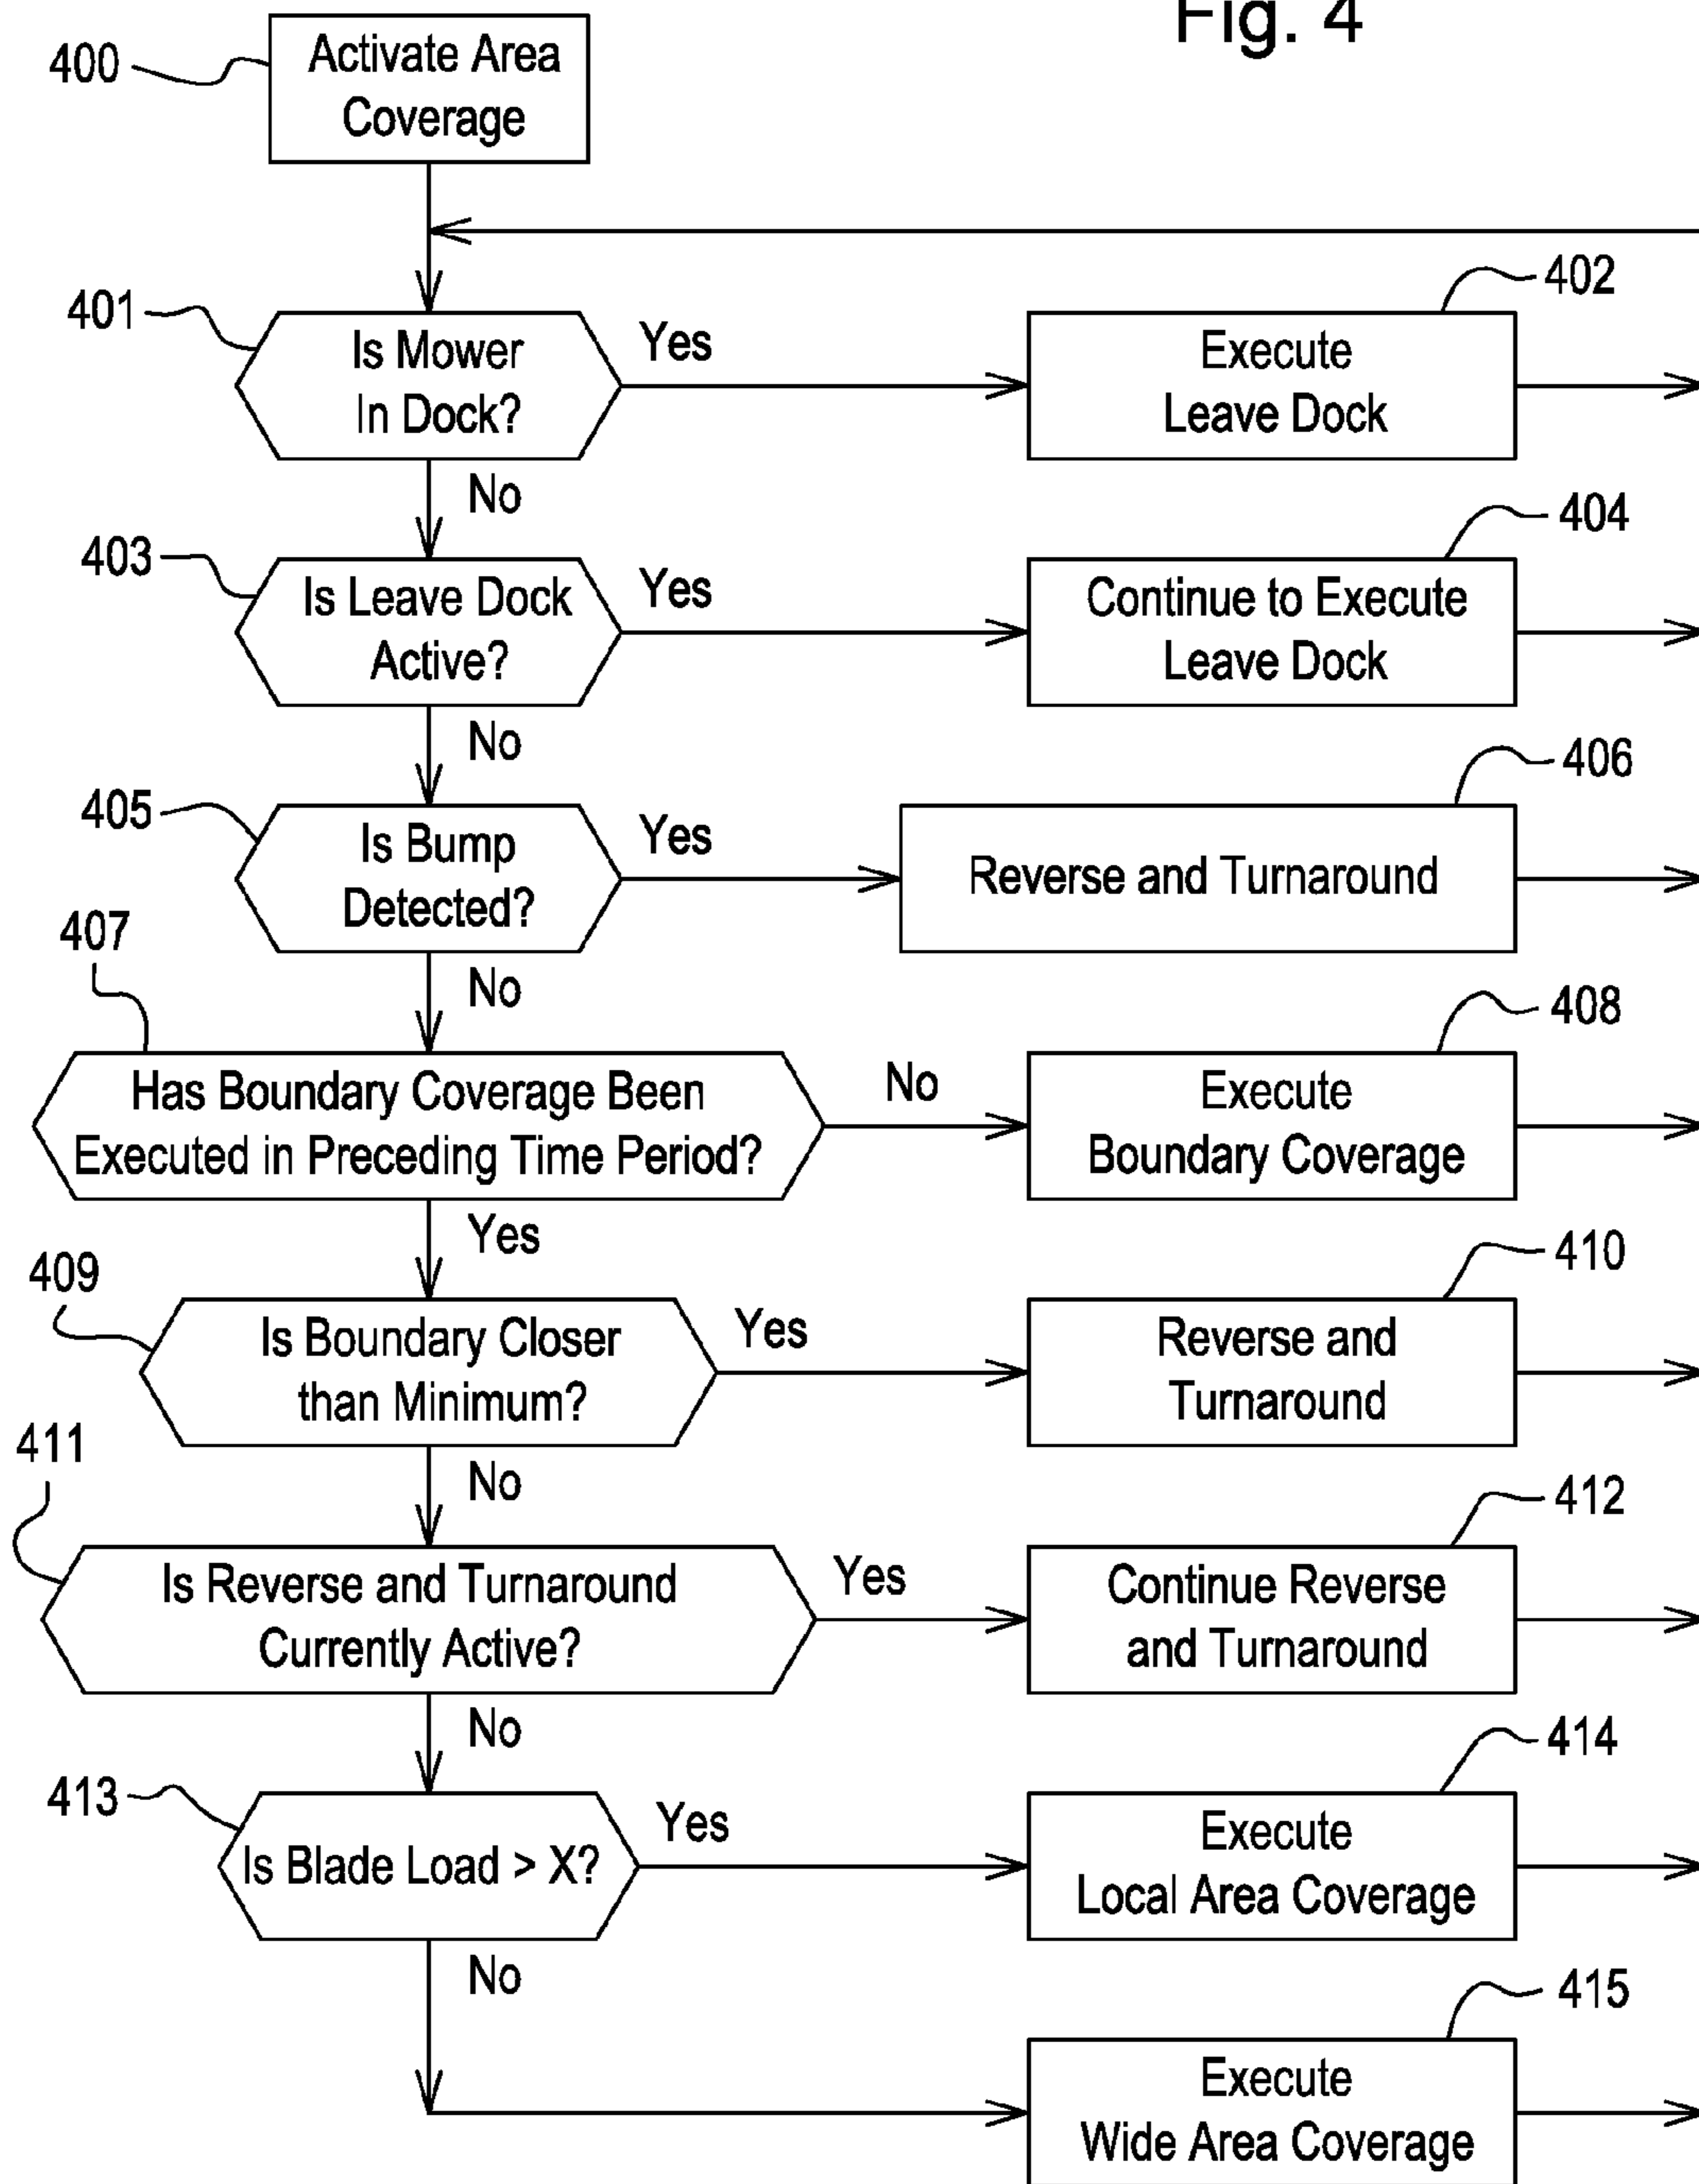 Fig. 4
400
Activate Area
Coverage
401
Is Mower
In Dock?
Yes
402
Execute
Leave Dock
No
403
Is Leave Dock
Active?
Yes
404
Continue to Execute
Leave Dock
No
405
Is Bump
Detected?
Yes
406
Reverse and Turnaround
No
407
Has Boundary Coverage Been
Executed in Preceding Time Period?
No
408
Execute
Boundary Coverage
Yes
409
Is Boundary Closer
than Minimum?
Yes
410
Reverse and
Turnaround
No
411
Is Reverse and Turnaround
Currently Active?
Yes
412
Continue Reverse
and Turnaround
No
413
Is Blade Load > X?
Yes
414
Execute
Local Area Coverage
No
415
Execute
Wide Area Coverage